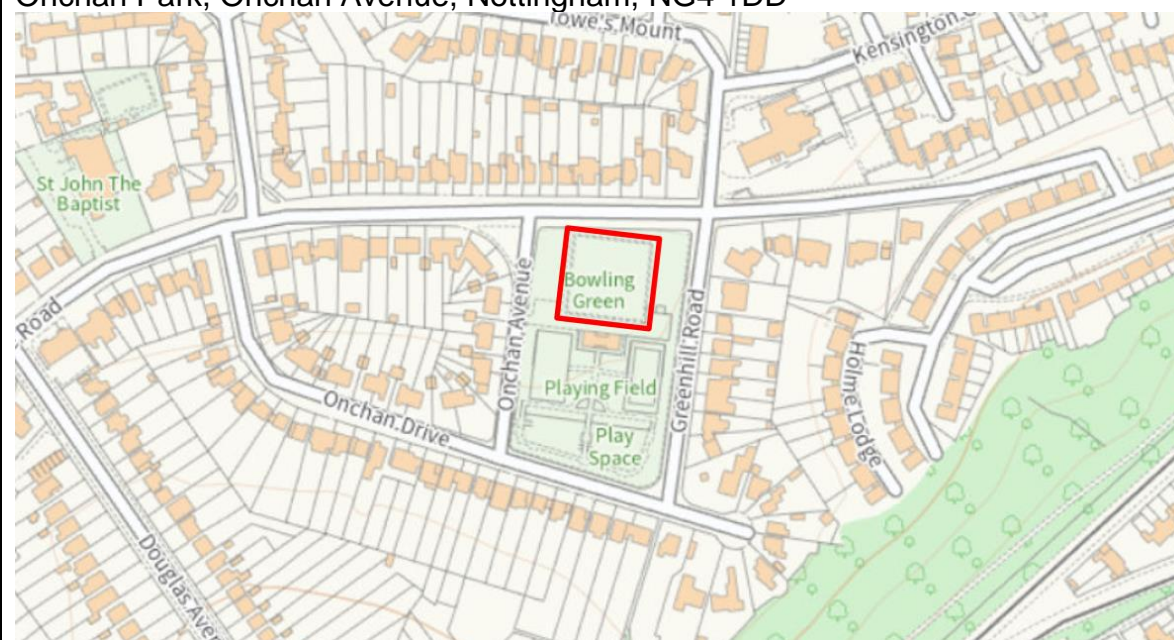 Onchan Park, Onchan Avenue, Nottingham, NG4 1DD
Towe's Mount
Kensington
St John The
Baptist
Bowling
Green
Onchan Avenue
Greenhill Road
Road
Playing Field
Holme Lodge
Onchan Drive
Play
Space
Douglas